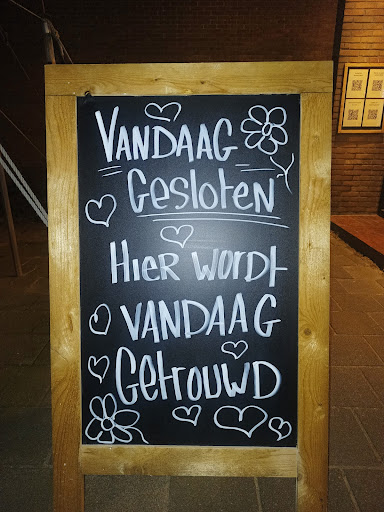 VANDAAG
GESLOTEN
HIER WORDT
VANDAAG
GETROUWD